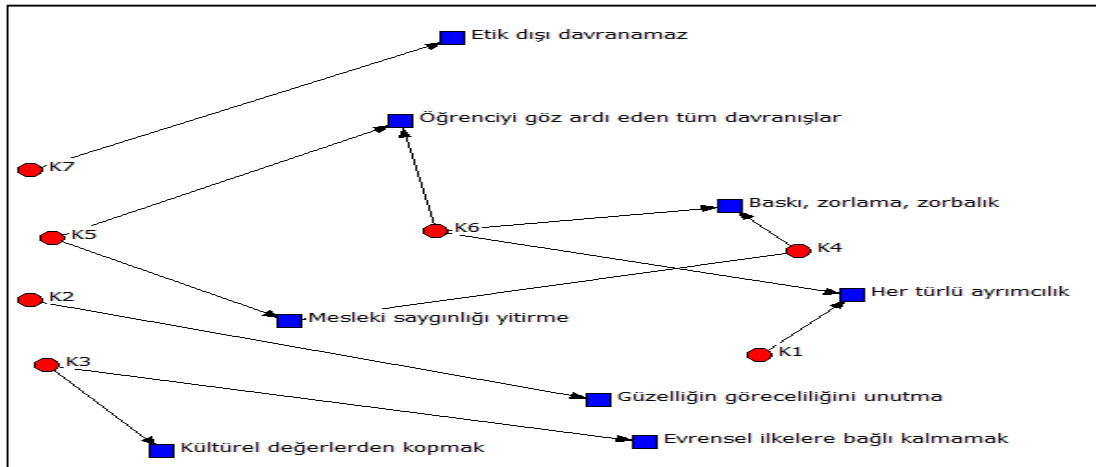 Etik dışı davranamaz
Öğrenciyi göz ardı eden tüm davranışlar
K7
Baskı, zorlama, zorbalık
K5
K6
K4
K2
Her türlü ayrımcılık
Mesleki saygınlığı yitirme
K1
K3
Güzelliğin göreceliliğini unutma
Evrensel ilkelere bağlı kalmamak
Kültürel değerlerden kopmak